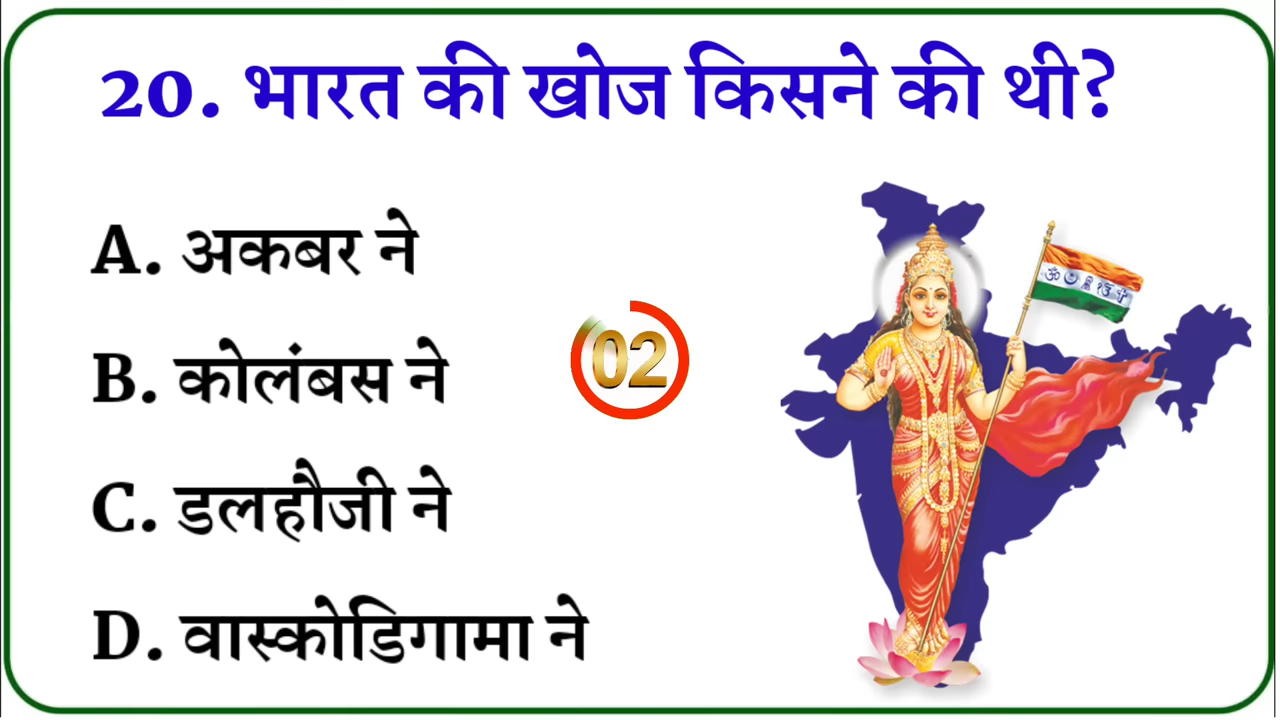 20. भारत की खोज किसने की थी?
A. अकबर ने
B. कोलंबस ने
02
C. डलहौजी ने
D. वास्कोडिगामा ने